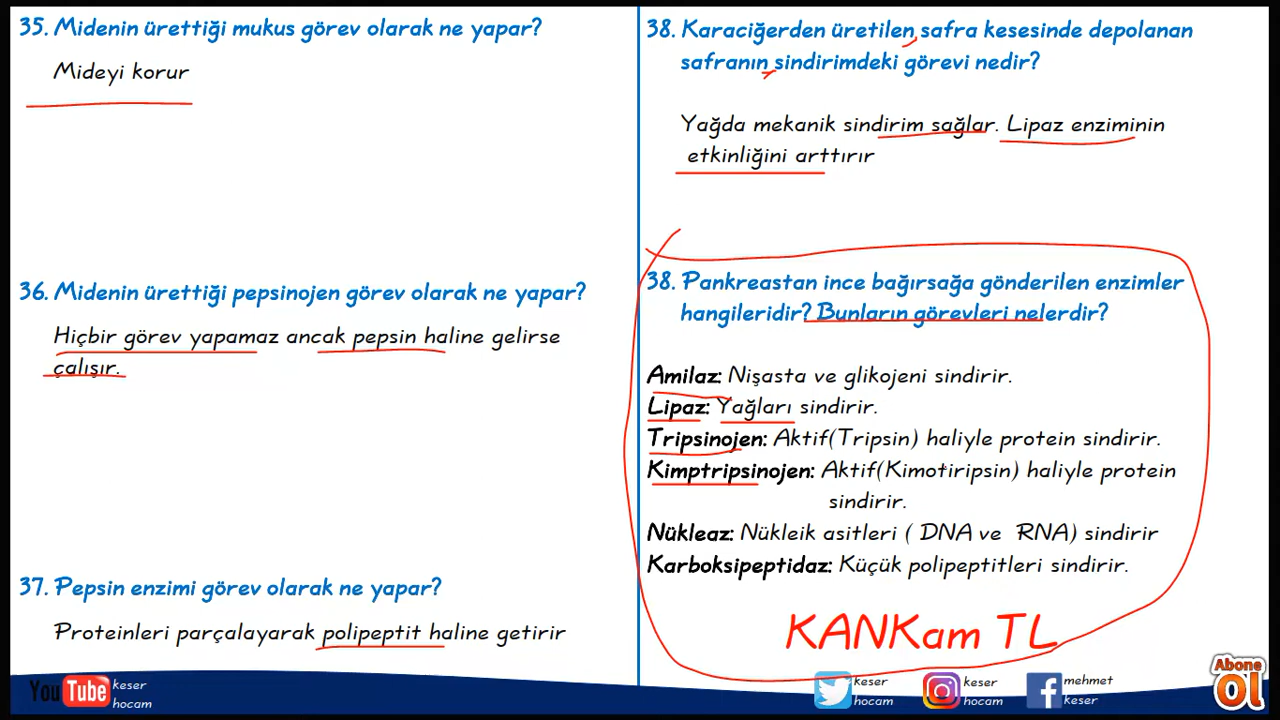 35. Midenin ürettiği mukus görev olarak ne yapar?
Mideyi korur
36. Midenin ürettiği pepsinojen görev olarak ne yapar?
Hiçbir görev yapamaz ancak pepsin haline gelirse
çalışır.
37. Pepsin enzimi görev olarak ne yapar?
Proteinleri parçalayarak polipeptit haline getirir
38. Karaciğerden üretilen safra kesesinde depolanan
safranın sindirimdeki görevi nedir?
Yağda mekanik sindirim sağlar. Lipaz enziminin
etkinliğini arttırır
38. Pankreastan ince bağırsağa gönderilen enzimler
hangileridir? Bunların görevleri nelerdir?
Amilaz: Nişasta ve glikojeni sindirir.
Lipaz: Yağları sindirir.
Tripsinojen: Aktif(Tripsin) haliyle protein sindirir.
Kimptripsinojen: Aktif(Kimotiripsin) haliyle protein
sindirir.
Nükleaz: Nükleik asitleri ( DNA ve RNA) sindirir
Karboksipeptidaz: Küçük polipeptitleri sindirir.
KANKam TL
YouTube keser
hocam
keser
hocam
keser
hocam
mehmet
keser
Abone
OL